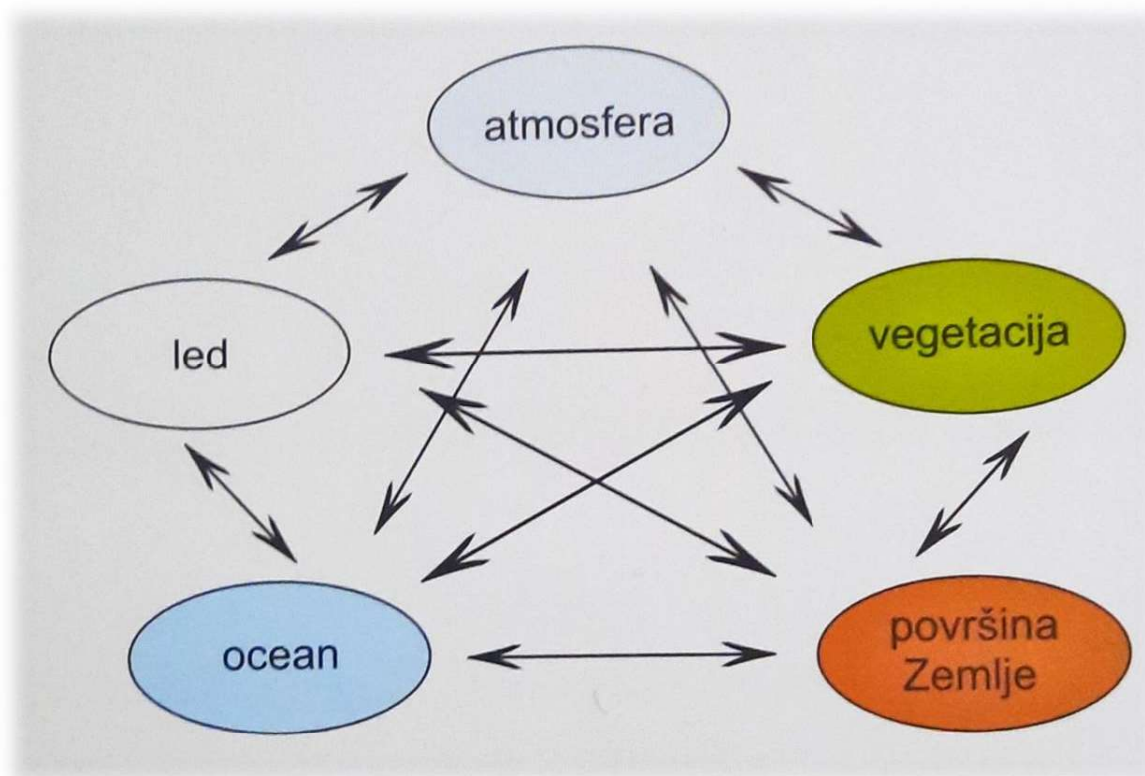 atmosfera
led
vegetacija
ocean
površina
Zemlje